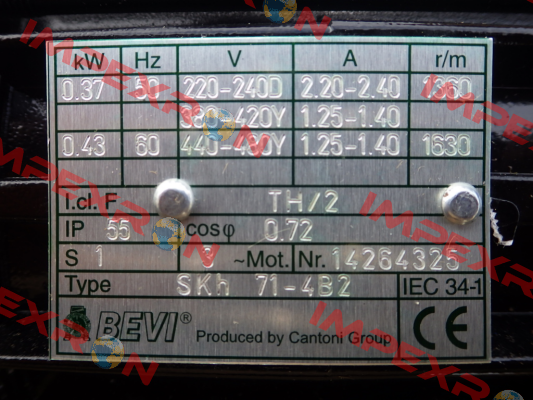 kW Hz V A r/m
0.37 50 220-240D 2.20-2.40 1360
380-420Y 1.25-1.40
0.43 60 440-480Y 1.25-1.40 1630
I.cl. F TH/2
IP 55 cosφ 0.72
S 1 3 ~Mot. Nr. 14264325
Type SKh 71-4B2 IEC 34-1
BEVI® Produced by Cantoni Group CE
IMPEXRON